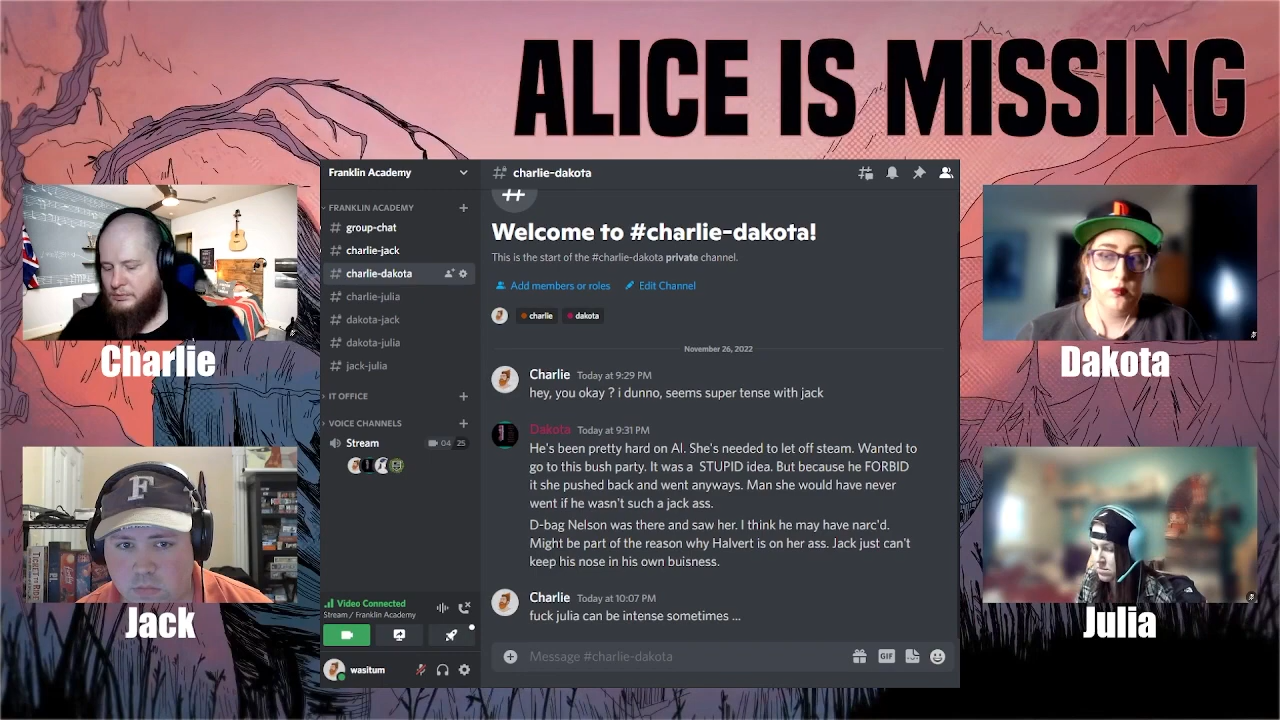 ALICE IS MISSING
Franklin Academy
charlie-dakota
FRANKLIN ACADEMY
group-chat
charlie-jack
charlie-dakota
charlie-julia
dakota-jack
dakota-julia
jack-julia
IT OFFICE
VOICE CHANNELS
Stream
04 25
Welcome to #charlie-dakota!
This is the start of the #charlie-dakota private channel.
Add members or roles Edit Channel
charlie dakota
November 26, 2022
Charlie Today at 9:29 PM
hey, you okay ? i dunno, seems super tense with jack
Dakota Today at 9:31 PM
He's been pretty hard on Al. She's needed to let off steam. Wanted to
go to this bush party. It was a STUPID idea. But because he FORBID
it she pushed back and went anyways. Man she would have never
went if he wasn't such a jack ass.
D-bag Nelson was there and saw her. I think he may have narc'd.
Might be part of the reason why Halvert is on her ass. Jack just can't
keep his nose in his own buisness.
Charlie Today at 10:07 PM
fuck julia can be intense sometimes ...
Message #charlie-dakota
GIF
Video Connected
Stream / Franklin Academy
wasitum
Charlie
Dakota
Jack
Julia
F
TICKET TO RIDE